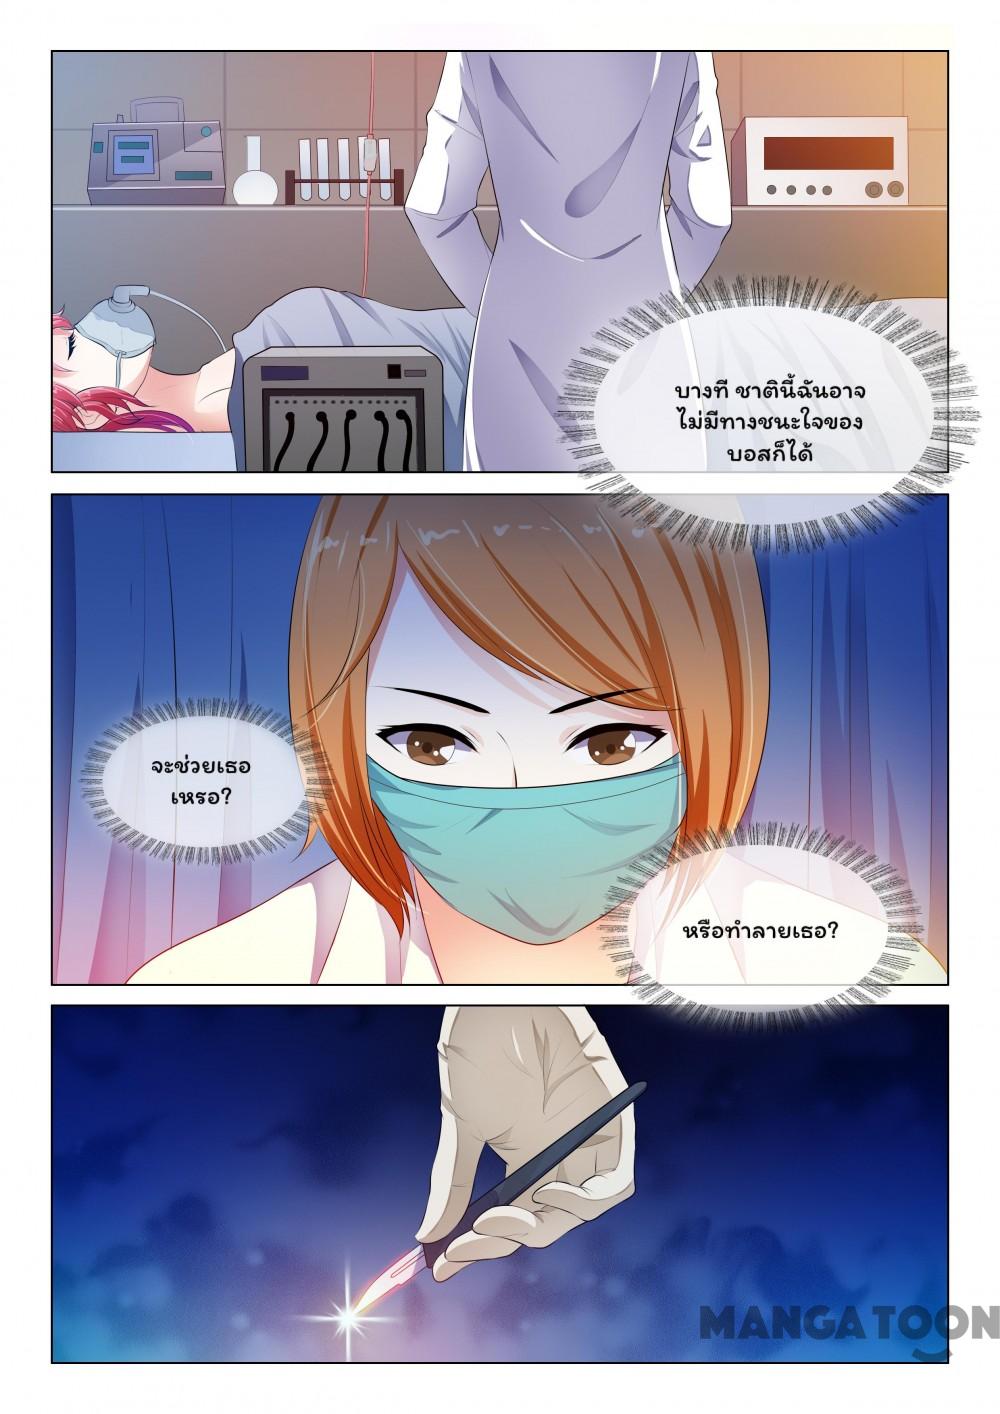 บางที ชาตินี้ฉันอาจ
ไม่มีทางชนะใจของ
บอสก็ได้
จะช่วยเธอ
เหรอ?
หรือทำลายเธอ?
MANGATOON